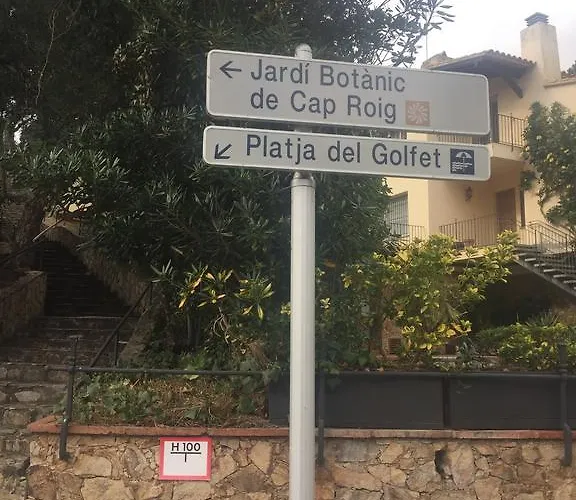 Jardí Botànic
de Cap Roig
Platja del Golfet
H 100